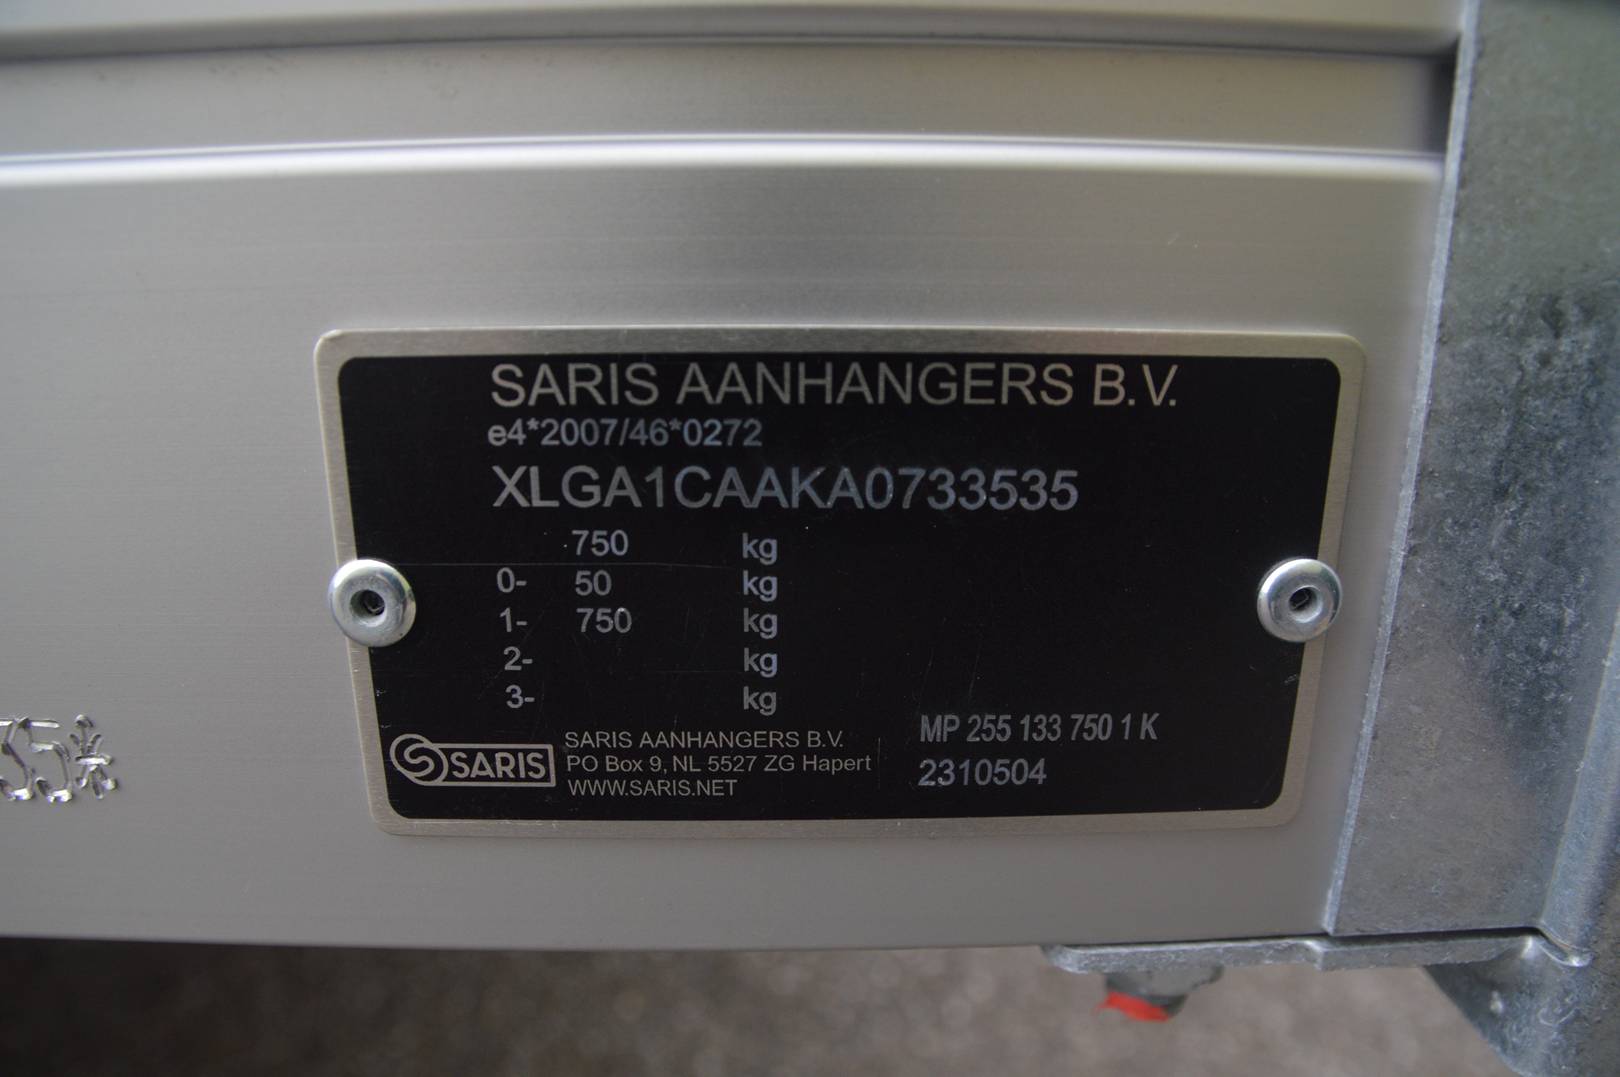 SARIS AANHANGERS B.V.
e4*2007/46*0272
XLGA1CAAKA0733535
750 kg
0- 50 kg
1- 750 kg
2- kg
3- kg
SARIS
SARIS AANHANGERS B.V.
PO Box 9, NL 5527 ZG Hapert
WWW.SARIS.NET
MP 255 133 750 1 K
2310504
35*